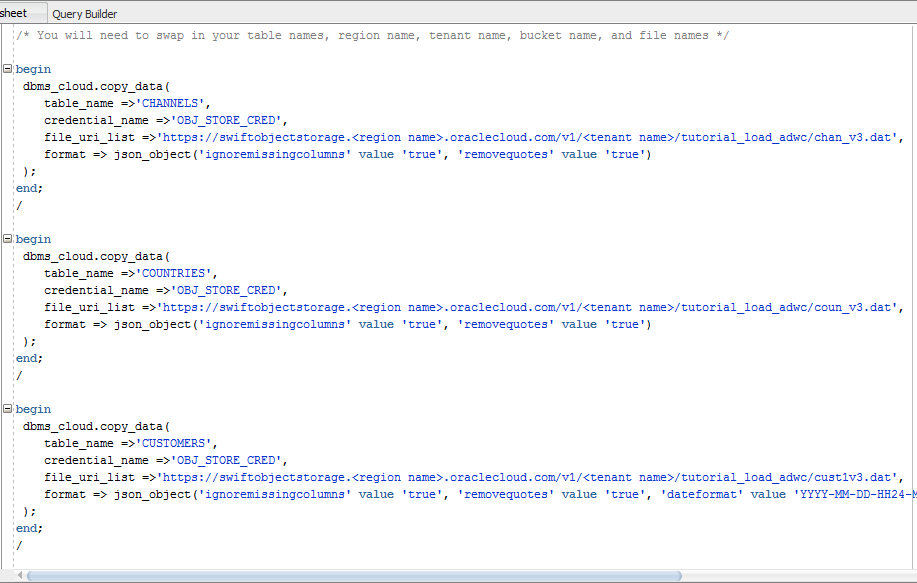 sheet Query Builder
/* You will need to swap in your table names, region name, tenant name, bucket name, and file names */
begin
dbms_cloud.copy_data(
table_name =>'CHANNELS',
credential_name =>'OBJ_STORE_CRED',
file_uri_list =>'https://swiftobjectstorage.<region name>.oraclecloud.com/v1/<tenant name>/tutorial_load_adwc/chan_v3.dat',
format => json_object('ignoremissingcolumns' value 'true', 'removequotes' value 'true')
);
end;
/
begin
dbms_cloud.copy_data(
table_name =>'COUNTRIES',
credential_name =>'OBJ_STORE_CRED',
file_uri_list =>'https://swiftobjectstorage.<region name>.oraclecloud.com/v1/<tenant name>/tutorial_load_adwc/coun_v3.dat',
format => json_object('ignoremissingcolumns' value 'true', 'removequotes' value 'true')
);
end;
/
begin
dbms_cloud.copy_data(
table_name =>'CUSTOMERS',
credential_name =>'OBJ_STORE_CRED',
file_uri_list =>'https://swiftobjectstorage.<region name>.oraclecloud.com/v1/<tenant name>/tutorial_load_adwc/cust1v3.dat',
format => json_object('ignoremissingcolumns' value 'true', 'removequotes' value 'true', 'dateformat' value 'YYYY-MM-DD-HH24-M
);
end;
/